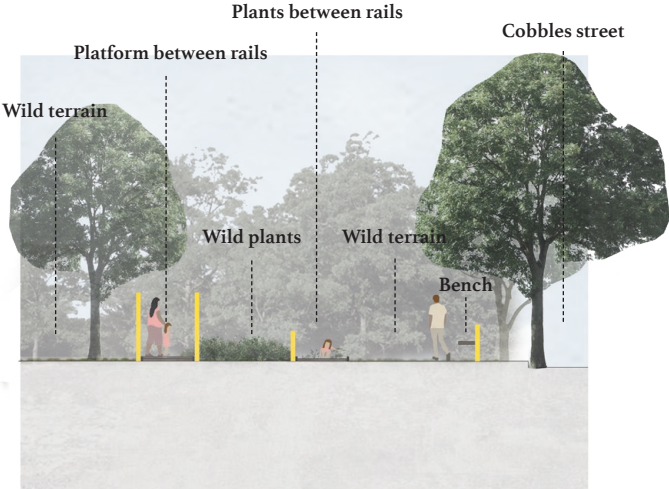 Plants between rails
Cobbles street
Platform between rails
Wild terrain
Wild plants
Wild terrain
Bench